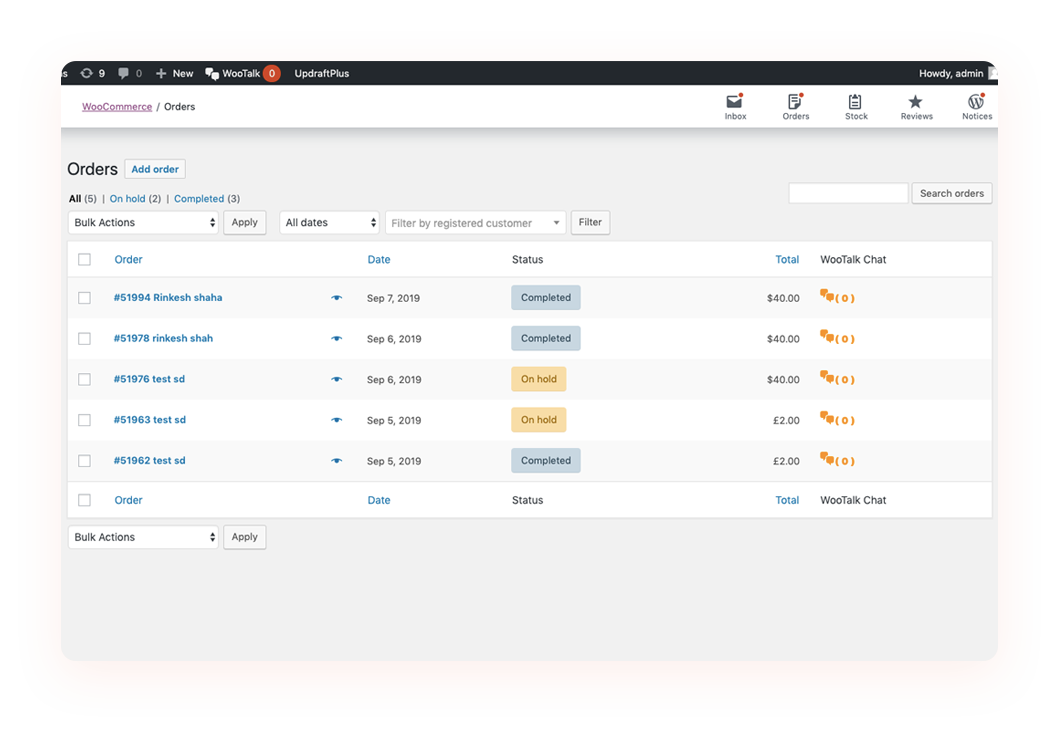 s 9 0 New WooTalk 0 UpdraftPlus Howdy, admin
WooCommerce / Orders
Inbox Orders Stock Reviews Notices
Orders Add order
All (5) | On hold (2) | Completed (3)
Search orders
Bulk Actions Apply All dates Filter by registered customer Filter
Order Date Status Total WooTalk Chat
#51994 Rinkesh shaha Sep 7, 2019 Completed $40.00 ( 0 )
#51978 rinkesh shah Sep 6, 2019 Completed $40.00 ( 0 )
#51976 test sd Sep 6, 2019 On hold $40.00 ( 0 )
#51963 test sd Sep 5, 2019 On hold £2.00 ( 0 )
#51962 test sd Sep 5, 2019 Completed £2.00 ( 0 )
Order Date Status Total WooTalk Chat
Bulk Actions Apply